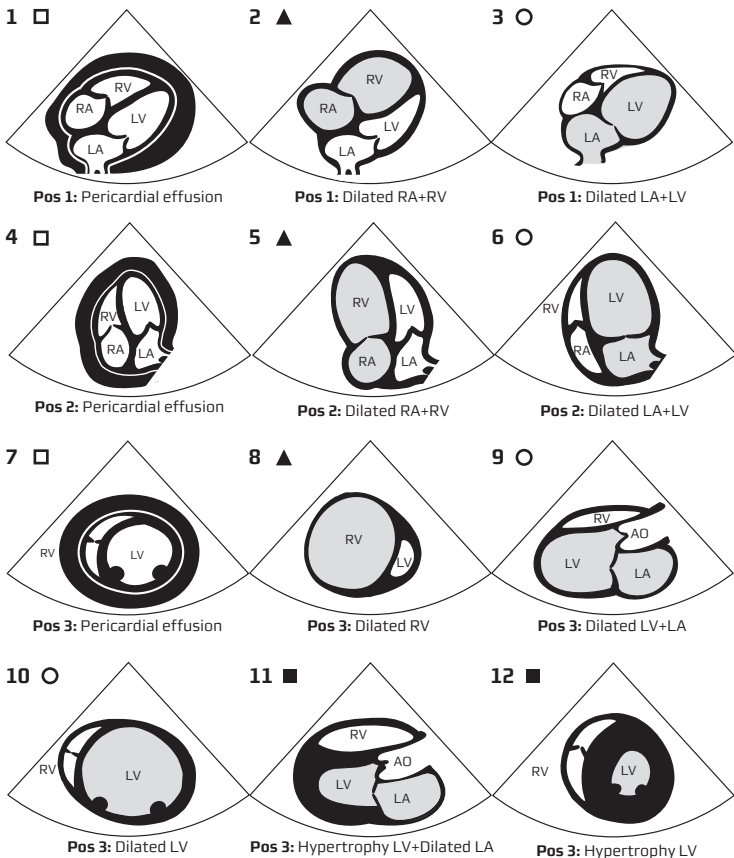 1 2 3
RV RV RV
RA RA RA
LV LV LV
LA LA LA
Pos 1: Pericardial effusion Pos 1: Dilated RA+RV Pos 1: Dilated LA+LV
4 5 6
RV LV RV LV RV LV
RA LA RA LA RA LA
Pos 2: Pericardial effusion Pos 2: Dilated RA+RV Pos 2: Dilated LA+LV
7 8 9
RV LV RV LV RV AO
LV LA
Pos 3: Pericardial effusion Pos 3: Dilated RV Pos 3: Dilated LV+LA
10 11 12
RV LV RV AO RV LV
LV LA
Pos 3: Dilated LV Pos 3: Hypertrophy LV+Dilated LA Pos 3: Hypertrophy LV